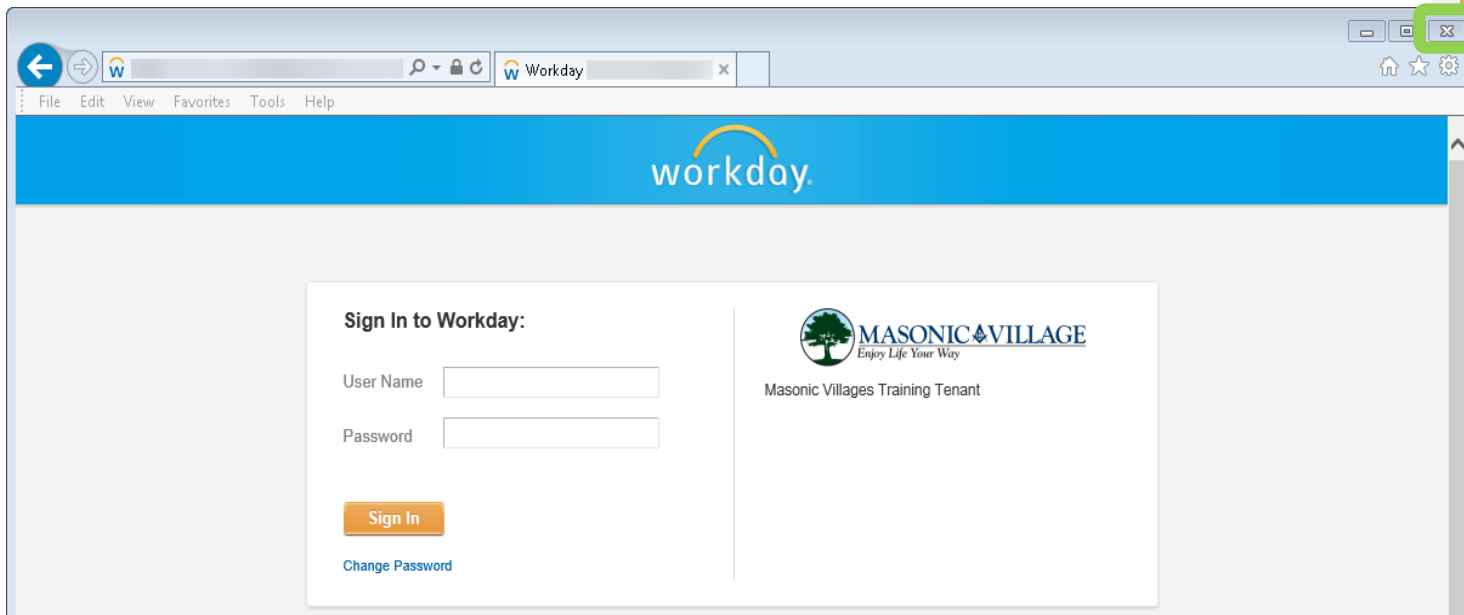 Workday
File Edit View Favorites Tools Help
workday.
Sign In to Workday:
User Name
Password
Sign In
Change Password
MASONIC VILLAGE
Enjoy Life Your Way
Masonic Villages Training Tenant